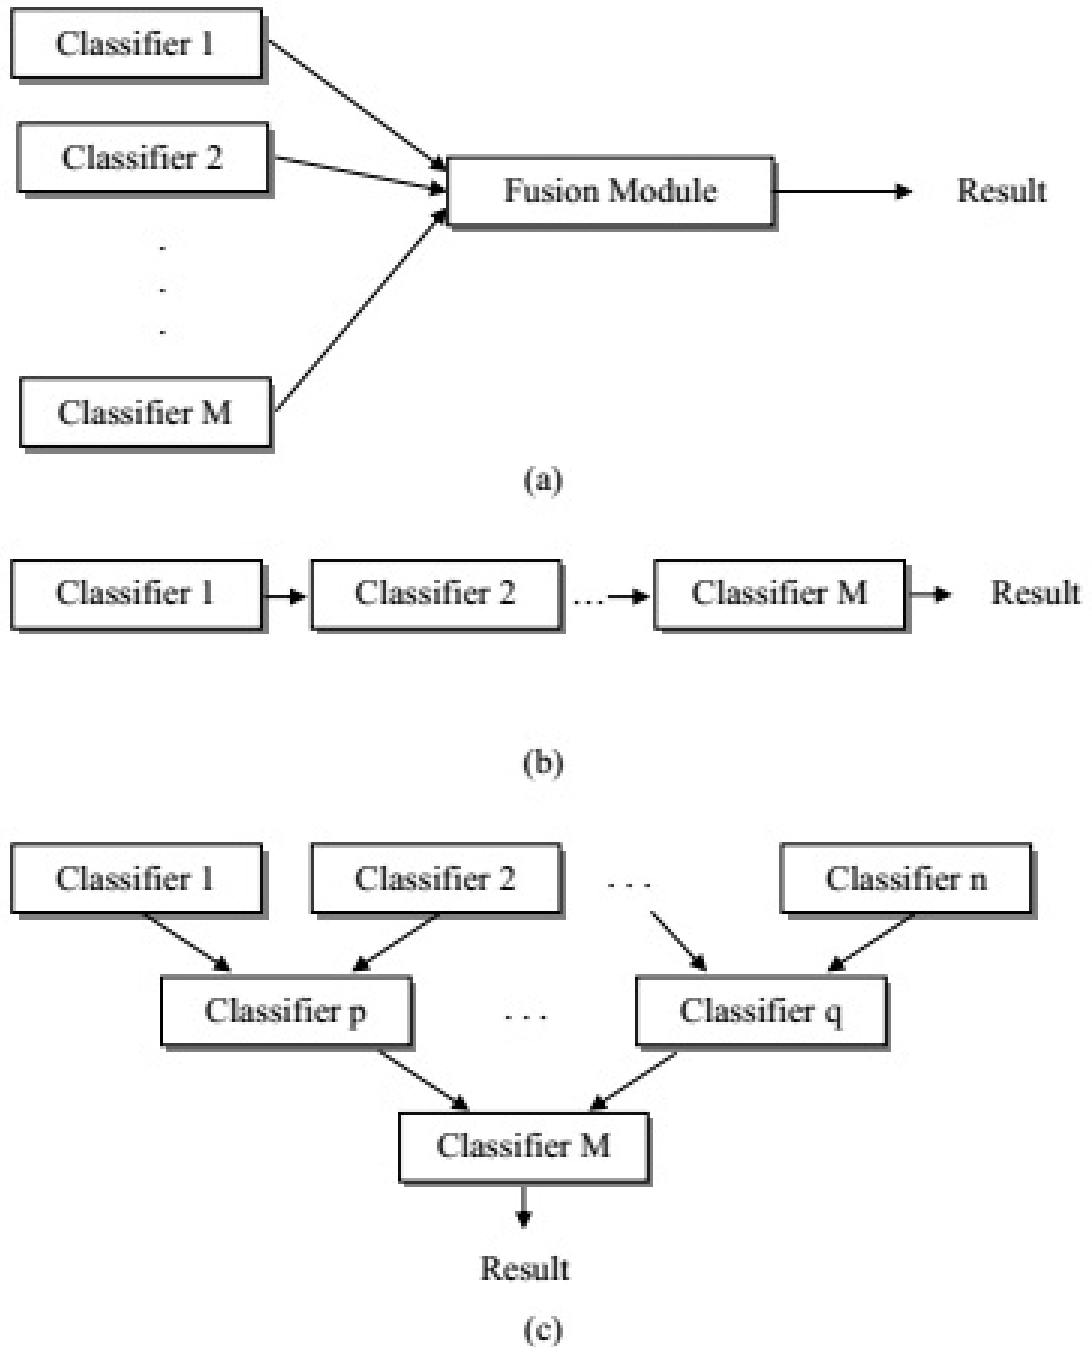 Classifier 1
Classifier 2
.
.
.
Classifier M
Fusion Module
Result
(a)
Classifier 1
Classifier 2
...
Classifier M
Result
(b)
Classifier 1
Classifier 2
...
Classifier n
Classifier p
...
Classifier q
Classifier M
Result
(c)